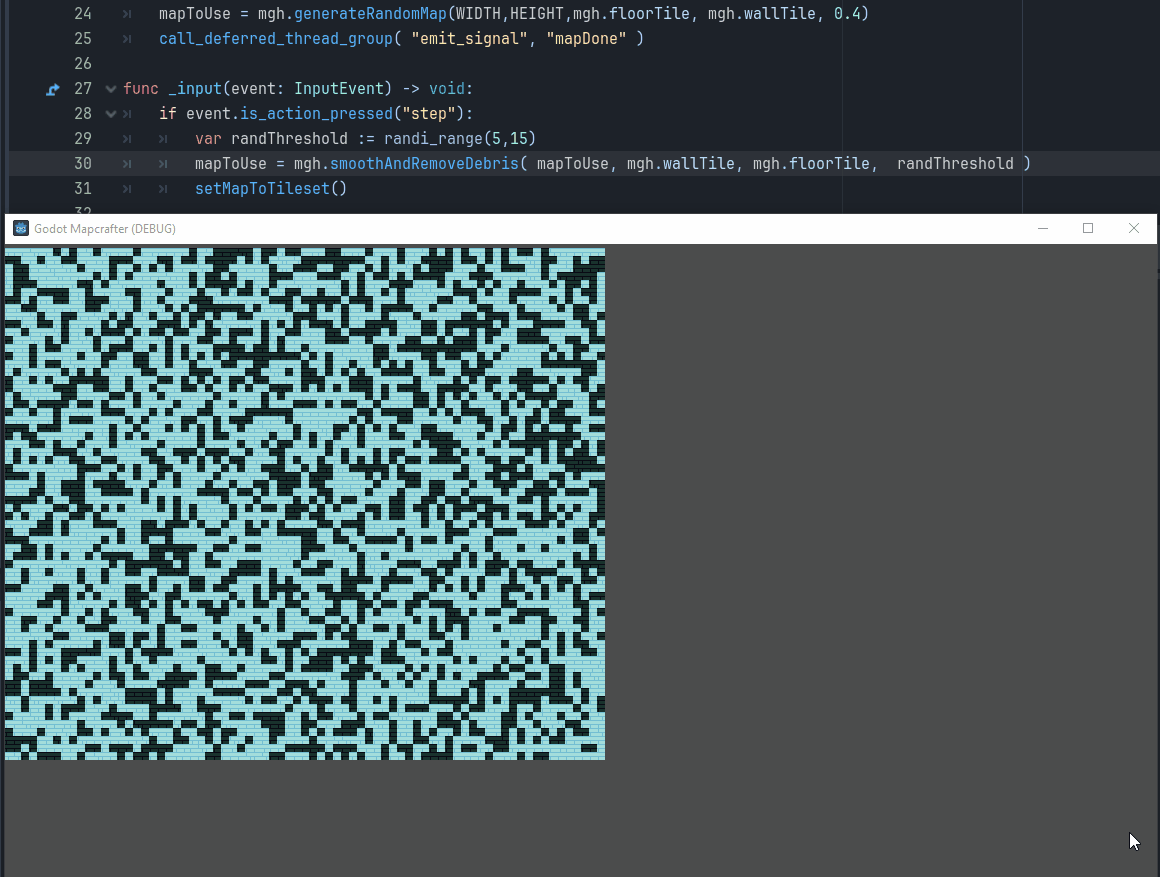 24 mapToUse = mgh.generateRandomMap(WIDTH,HEIGHT,mgh.floorTile, mgh.wallTile, 0.4)
25 call_deferred_thread_group( "emit_signal", "mapDone" )
26
27 func _input(event: InputEvent) -> void:
28 if event.is_action_pressed("step"):
29 var randThreshold := randi_range(5,15)
30 mapToUse = mgh.smoothAndRemoveDebris( mapToUse, mgh.wallTile, mgh.floorTile,  randThreshold )
31 setMapToTileset()
32
Godot Mapcrafter (DEBUG)